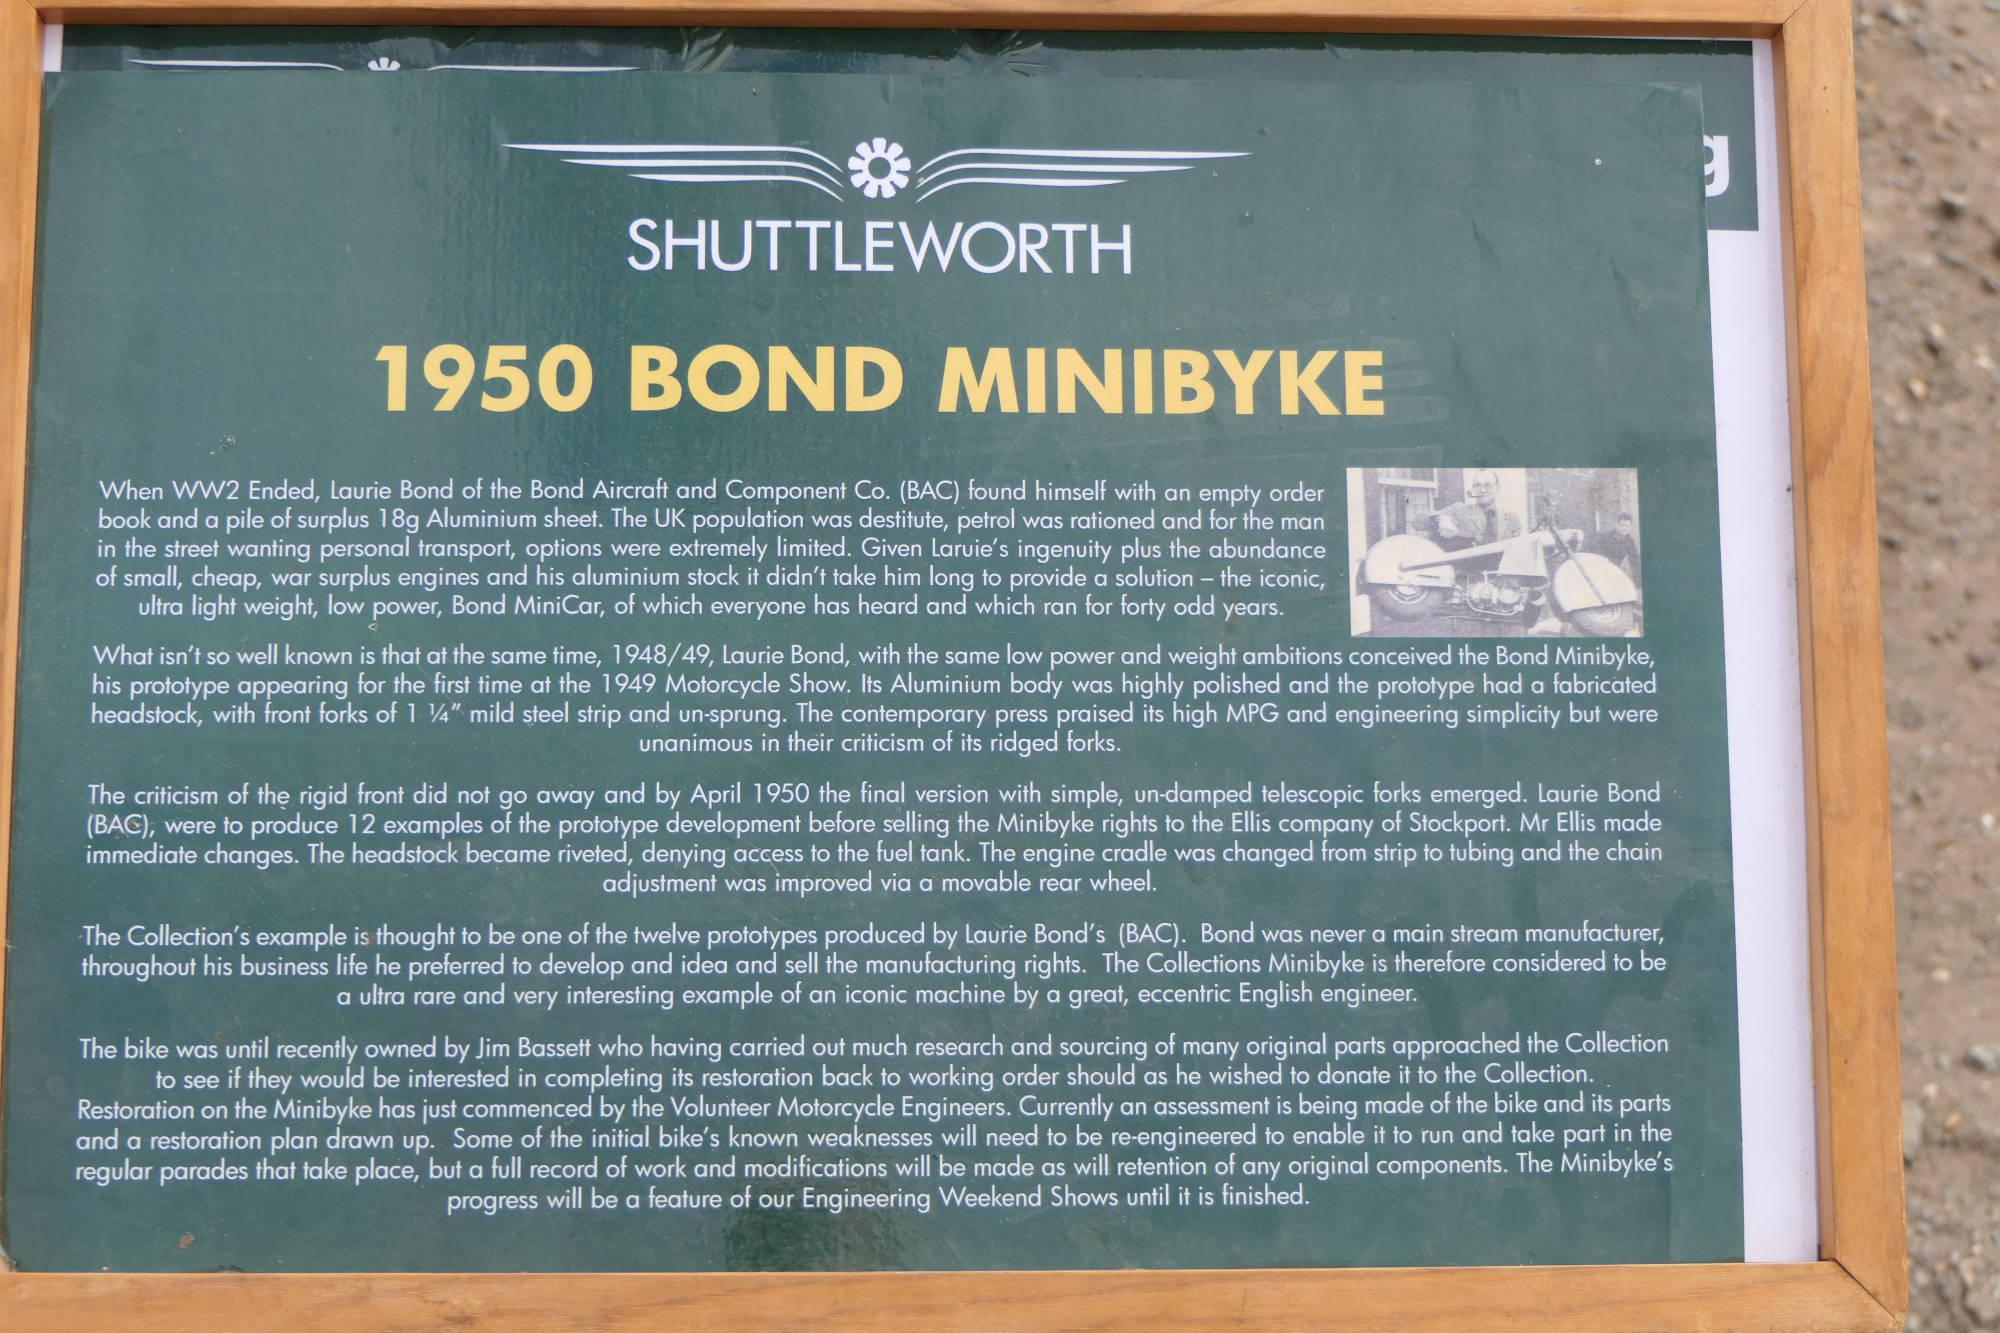 g
SHUTTLEWORTH
1950 BOND MINIBYKE
When WW2 Ended, Laurie Bond of the Bond Aircraft and Component Co. (BAC) found himself with an empty order
book and a pile of surplus 18g Aluminium sheet. The UK population was destitute, petrol was rationed and for the man
in the street wanting personal transport, options were extremely limited. Given Laruie's ingenuity plus the abundance
of small, cheap, war surplus engines and his aluminium stock it didn't take him long to provide a solution – the iconic,
ultra light weight, low power, Bond MiniCar, of which everyone has heard and which ran for forty odd years.
What isn't so well known is that at the same time, 1948/49, Laurie Bond, with the same low power and weight ambitions conceived the Bond Minibyke,
his prototype appearing for the first time at the 1949 Motorcycle Show. Its Aluminium body was highly polished and the prototype had a fabricated
headstock, with front forks of 1 ¼" mild steel strip and un-sprung. The contemporary press praised its high MPG and engineering simplicity but were
unanimous in their criticism of its ridged forks.
The criticism of the rigid front did not go away and by April 1950 the final version with simple, un-damped telescopic forks emerged. Laurie Bond
(BAC), were to produce 12 examples of the prototype development before selling the Minibyke rights to the Ellis company of Stockport. Mr Ellis made
immediate changes. The headstock became riveted, denying access to the fuel tank. The engine cradle was changed from strip to tubing and the chain
adjustment was improved via a movable rear wheel.
The Collection's example is thought to be one of the twelve prototypes produced by Laurie Bond's (BAC). Bond was never a main stream manufacturer,
throughout his business life he preferred to develop and idea and sell the manufacturing rights. The Collections Minibyke is therefore considered to be
a ultra rare and very interesting example of an iconic machine by a great, eccentric English engineer.
The bike was until recently owned by Jim Bassett who having carried out much research and sourcing of many original parts approached the Collection
to see if they would be interested in completing its restoration back to working order should as he wished to donate it to the Collection.
Restoration on the Minibyke has just commenced by the Volunteer Motorcycle Engineers. Currently an assessment is being made of the bike and its parts
and a restoration plan drawn up. Some of the initial bike's known weaknesses will need to be re-engineered to enable it to run and take part in the
regular parades that take place, but a full record of work and modifications will be made as will retention of any original components. The Minibyke's
progress will be a feature of our Engineering Weekend Shows until it is finished.